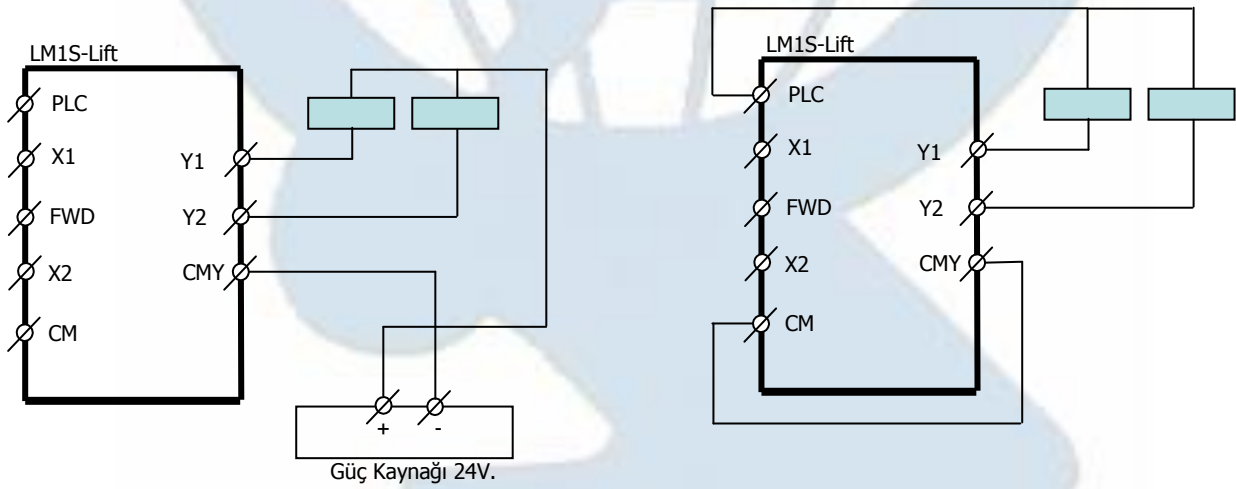 LM1S-Lift
PLC
X1
Y1
FWD
Y2
X2
CMY
CM
+ -
Güç Kaynağı 24V.
LM1S-Lift
PLC
X1
Y1
FWD
Y2
X2
CMY
CM